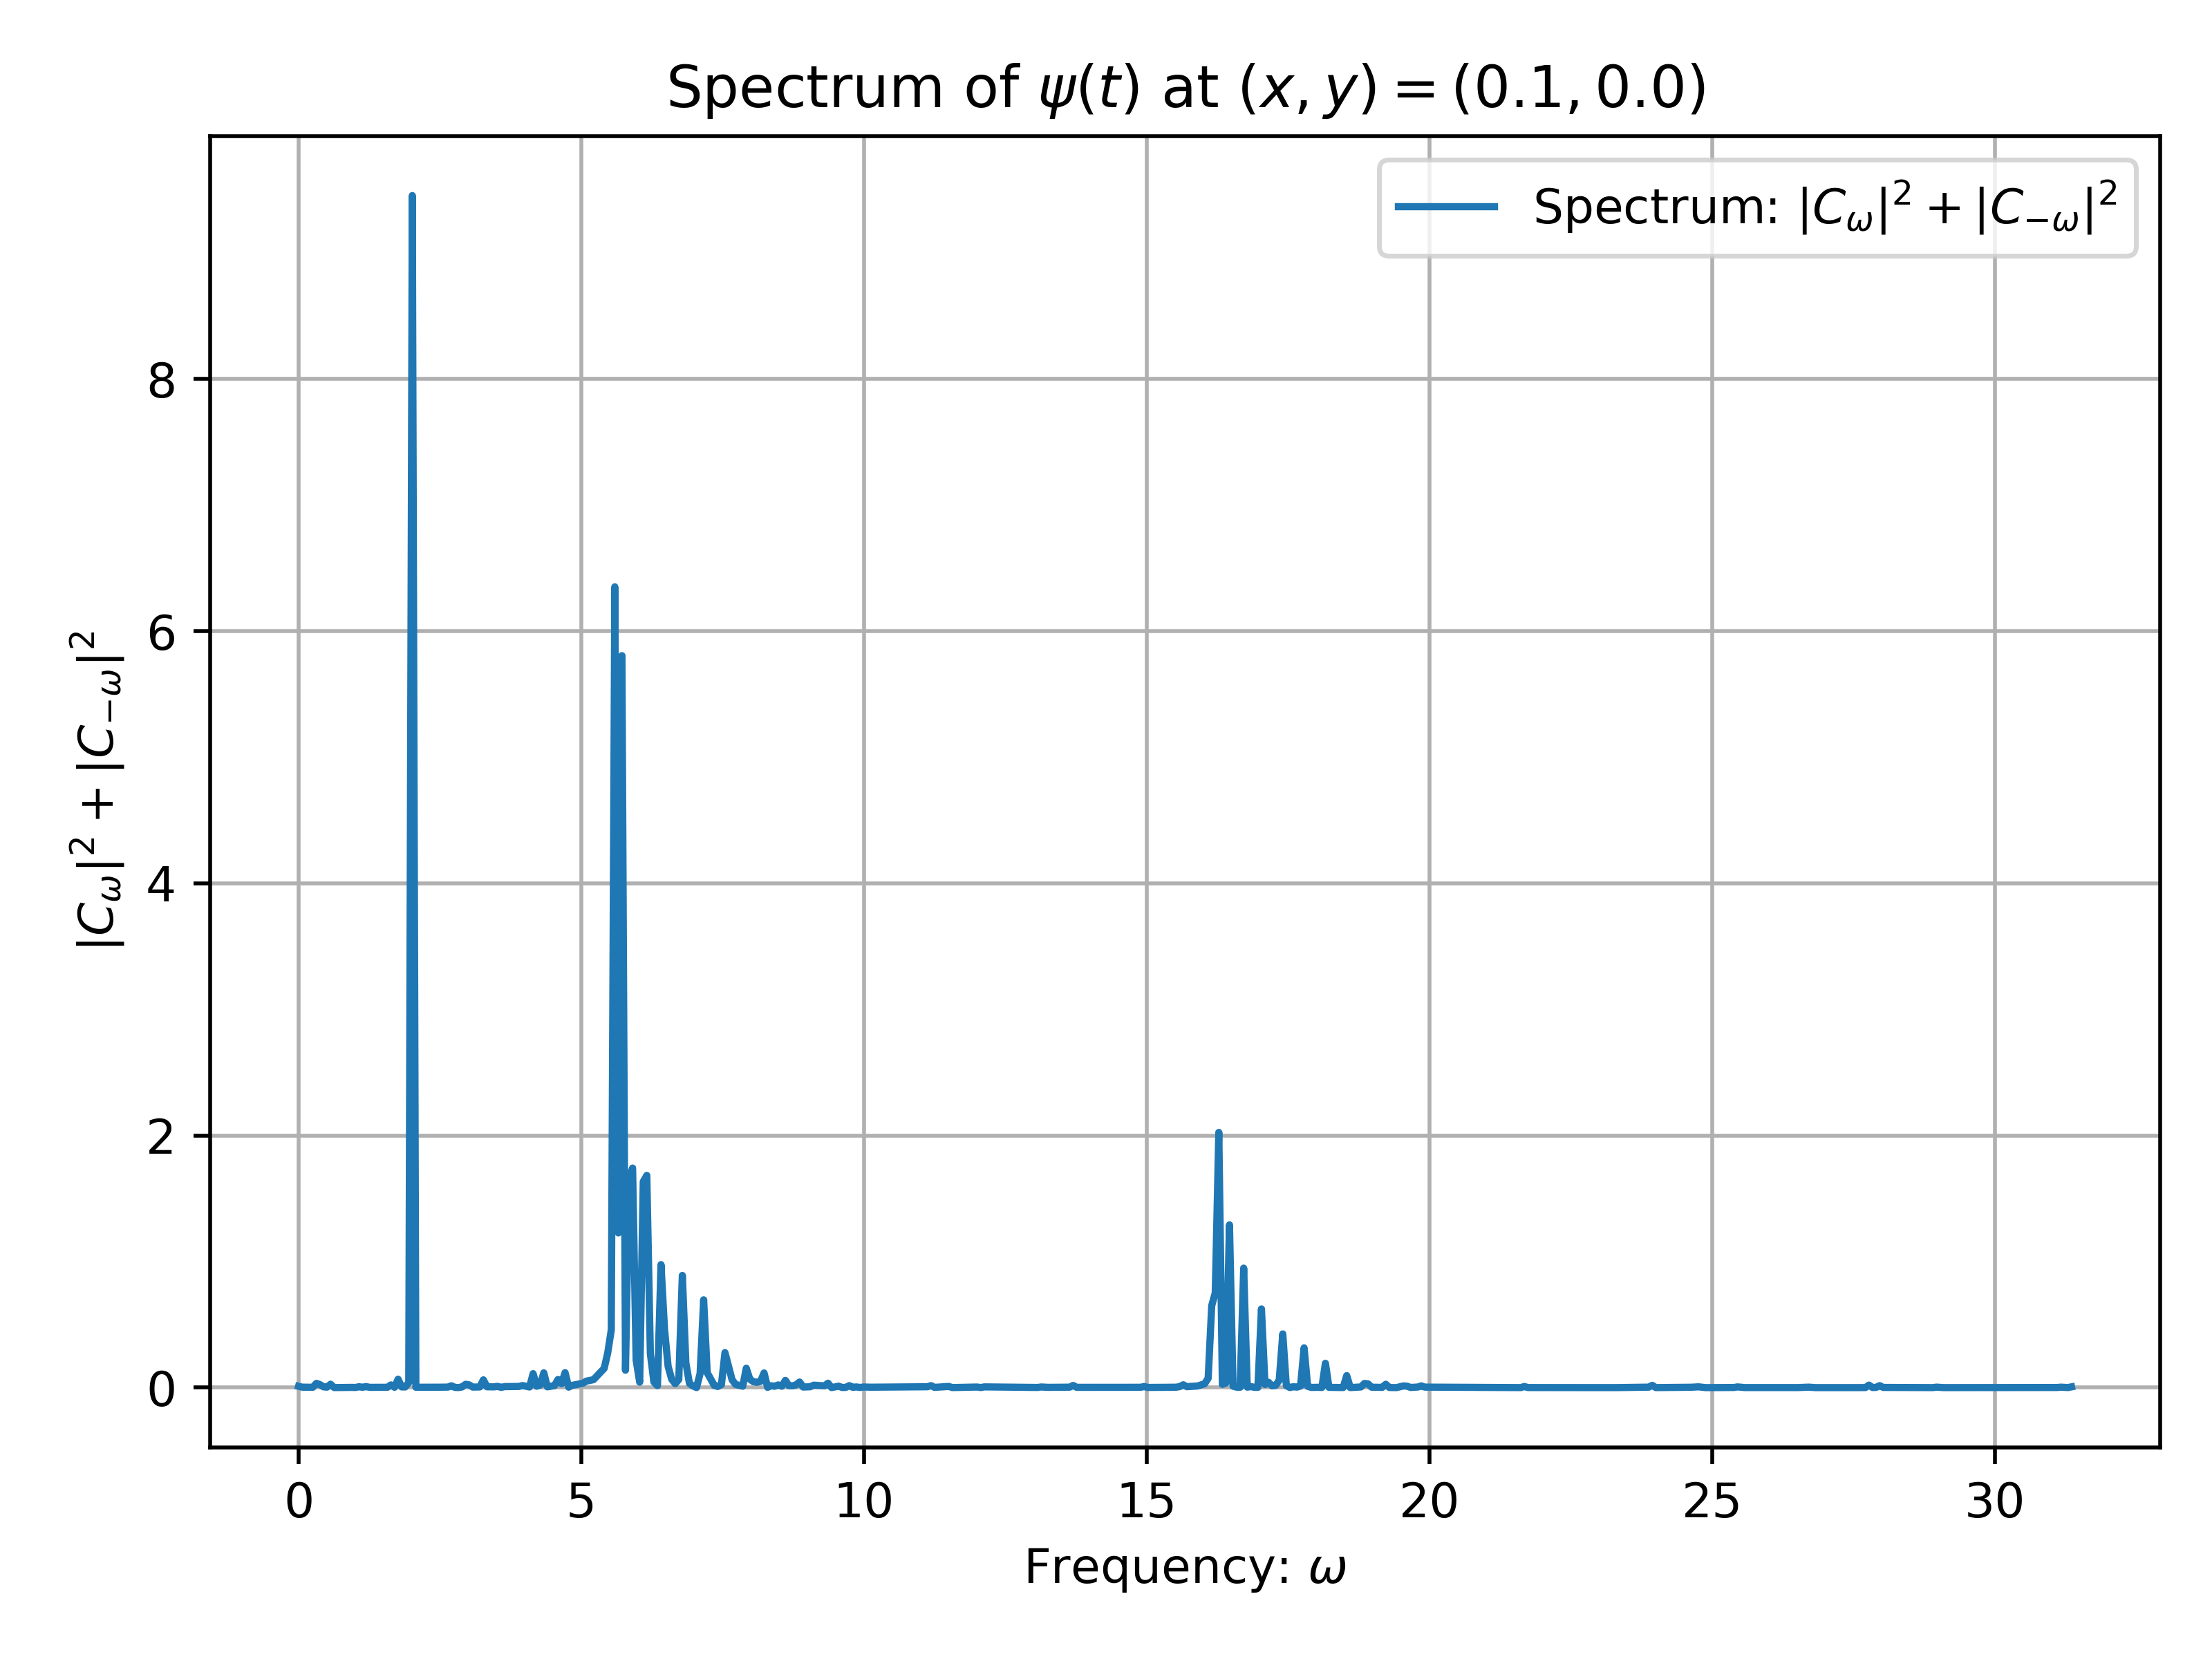 Spectrum of ψ(t) at (x, y) = (0.1, 0.0)
Spectrum: |C_ω|² + |C_−ω|²
|C_ω|² + |C_−ω|²
8
6
4
2
0
0 5 10 15 20 25 30
Frequency: ω